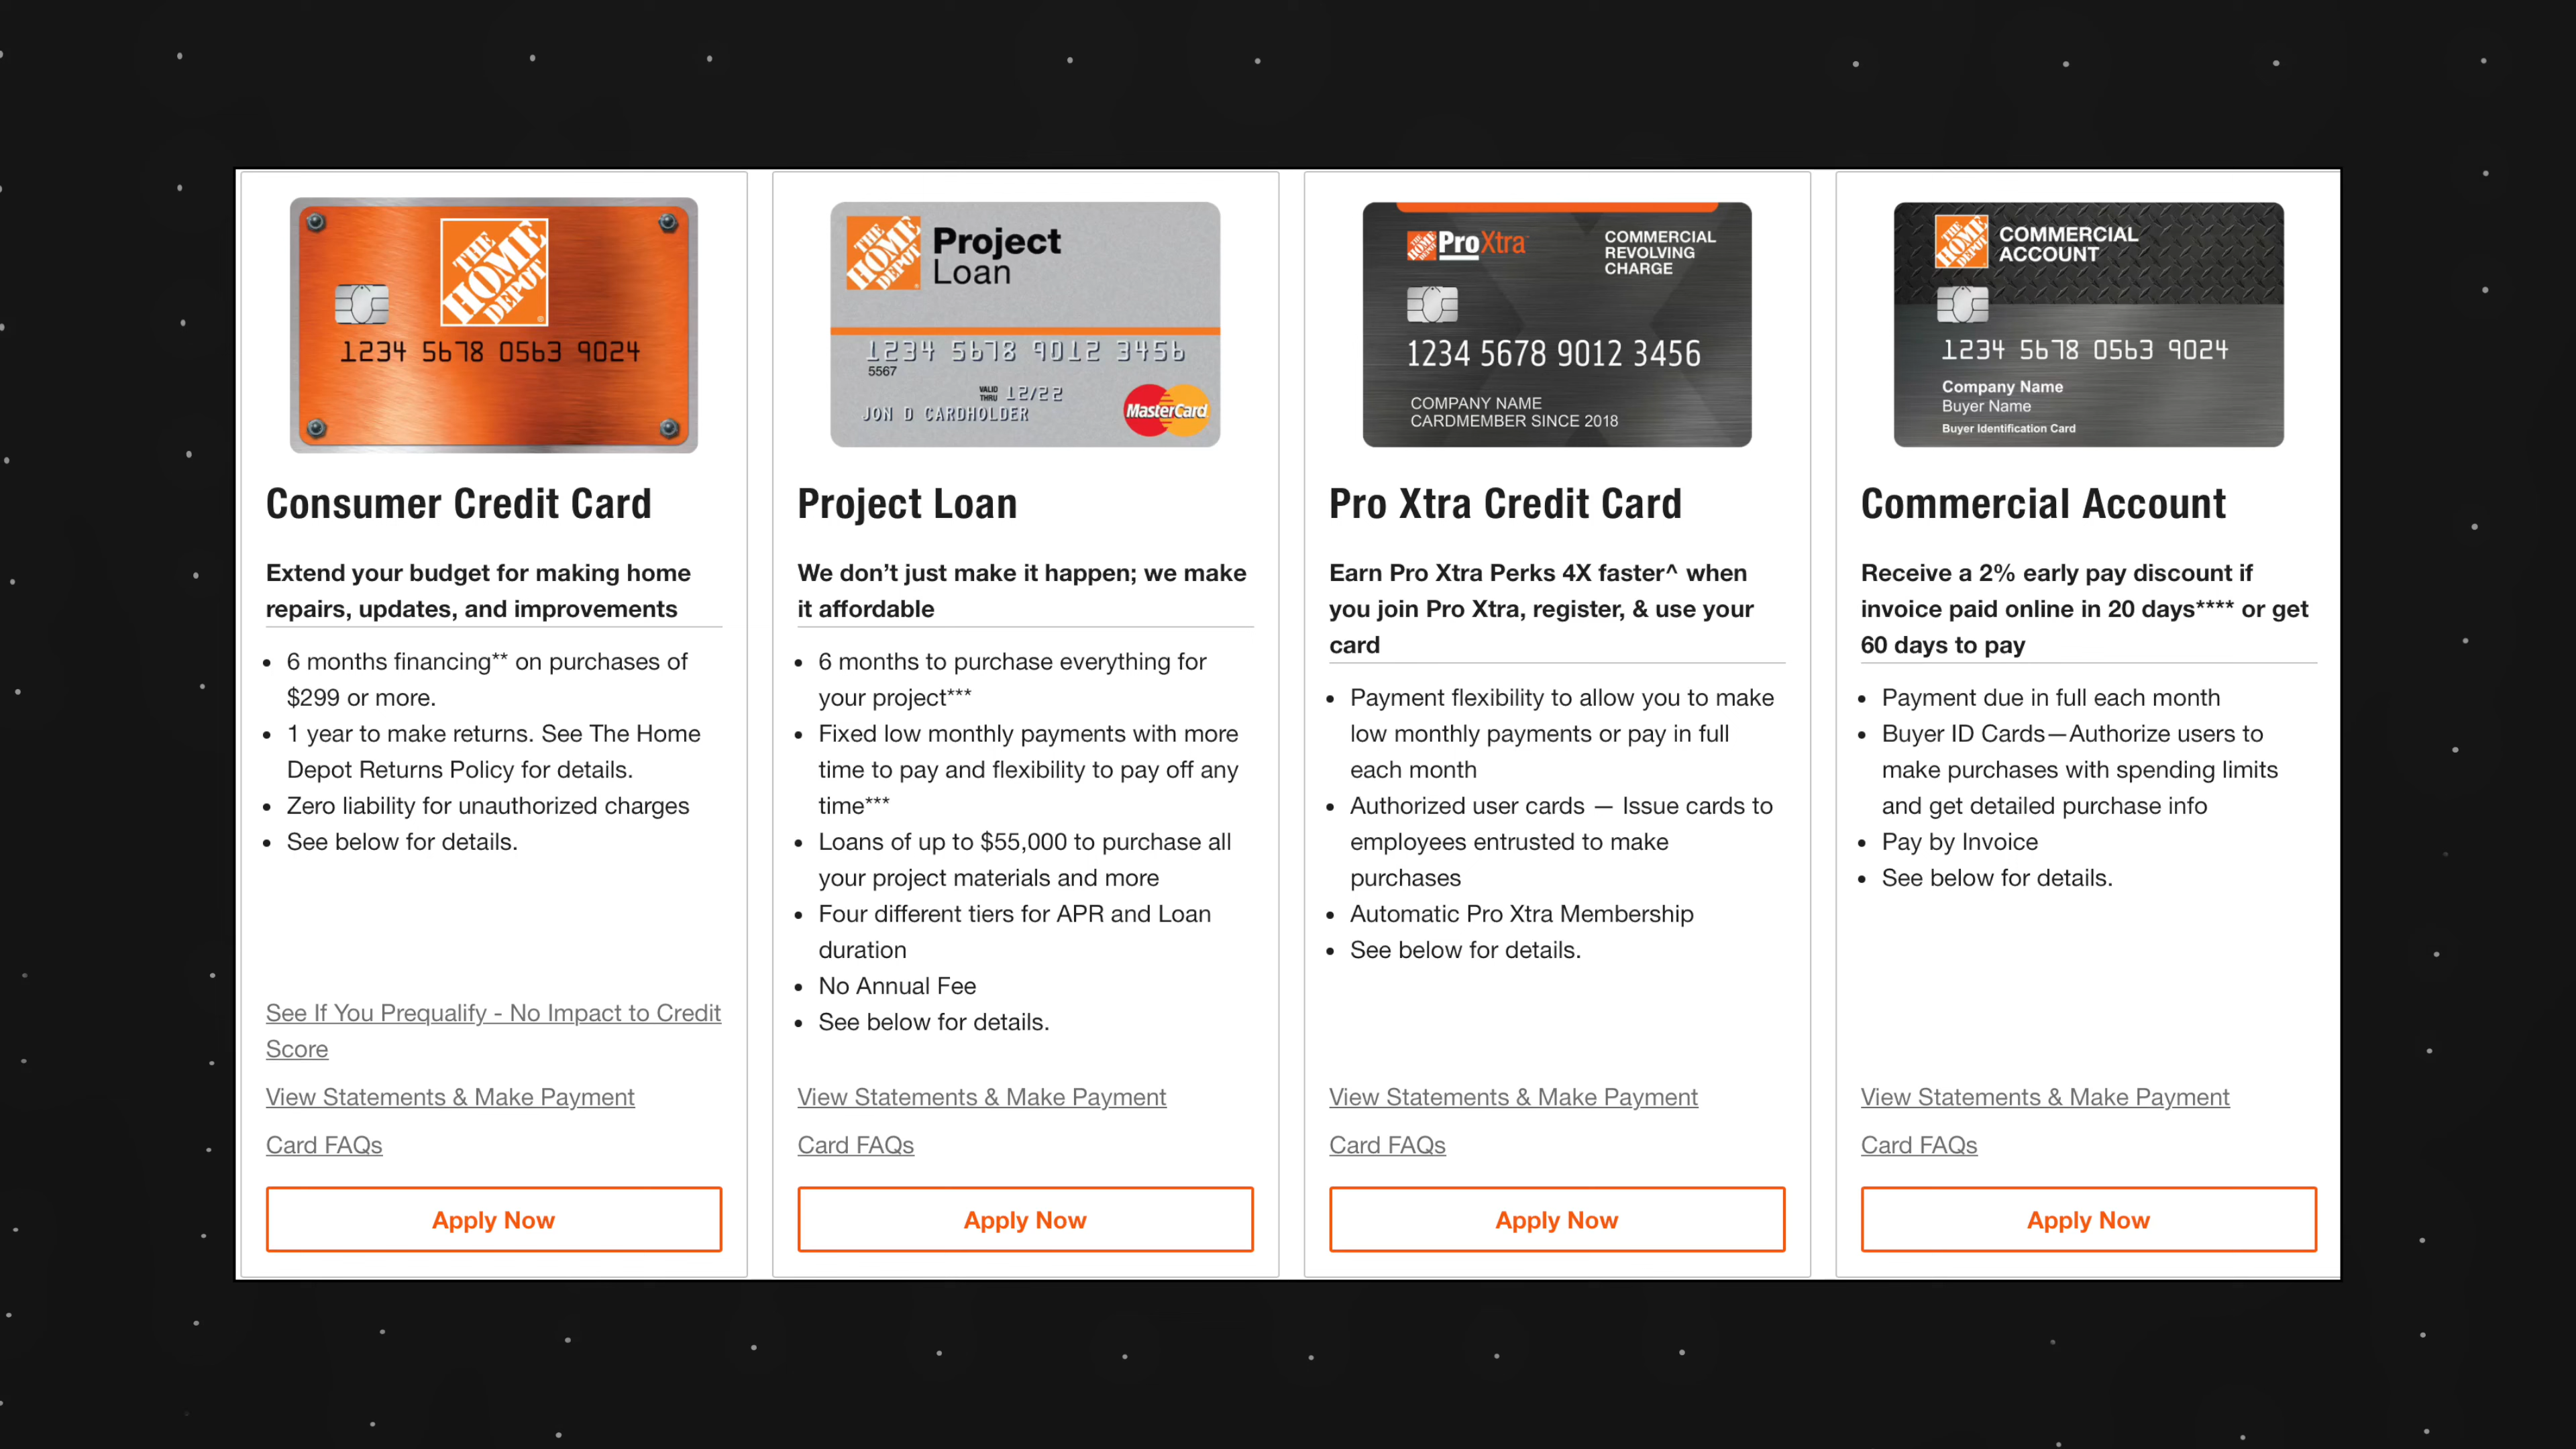 THE
HOME
DEPOT
1234 5678 0563 9024
Consumer Credit Card
Extend your budget for making home
repairs, updates, and improvements
• 6 months financing** on purchases of
$299 or more.
• 1 year to make returns. See The Home
Depot Returns Policy for details.
• Zero liability for unauthorized charges
• See below for details.
See If You Prequalify - No Impact to Credit
Score
View Statements & Make Payment
Card FAQs
Apply Now
THE
HOME
DEPOT
Project
Loan
1234 5678 9012 3456
5567
VALID
THRU 12/22
JON D CARDHOLDER
MasterCard
Project Loan
We don’t just make it happen; we make
it affordable
• 6 months to purchase everything for
your project***
• Fixed low monthly payments with more
time to pay and flexibility to pay off any
time***
• Loans of up to $55,000 to purchase all
your project materials and more
• Four different tiers for APR and Loan
duration
• No Annual Fee
• See below for details.
View Statements & Make Payment
Card FAQs
Apply Now
THE
HOME
DEPOT
ProXtra
COMMERCIAL
REVOLVING
CHARGE
1234 5678 9012 3456
COMPANY NAME
CARDMEMBER SINCE 2018
Pro Xtra Credit Card
Earn Pro Xtra Perks 4X faster^ when
you join Pro Xtra, register, & use your
card
• Payment flexibility to allow you to make
low monthly payments or pay in full
each month
• Authorized user cards — Issue cards to
employees entrusted to make
purchases
• Automatic Pro Xtra Membership
• See below for details.
View Statements & Make Payment
Card FAQs
Apply Now
THE
HOME
DEPOT
COMMERCIAL
ACCOUNT
1234 5678 0563 9024
Company Name
Buyer Name
Buyer Identification Card
Commercial Account
Receive a 2% early pay discount if
invoice paid online in 20 days**** or get
60 days to pay
• Payment due in full each month
• Buyer ID Cards—Authorize users to
make purchases with spending limits
and get detailed purchase info
• Pay by Invoice
• See below for details.
View Statements & Make Payment
Card FAQs
Apply Now